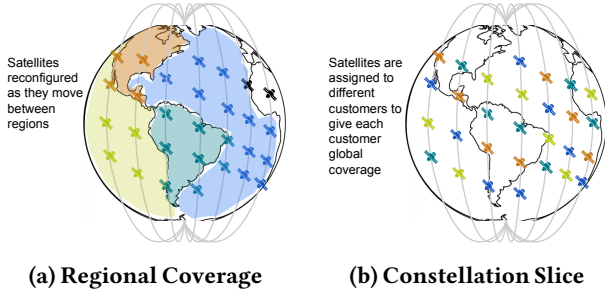 Satellites
reconfigured
as they move
between
regions
Satellites are
assigned to
different
customers to
give each
customer
global
coverage
(a) Regional Coverage
(b) Constellation Slice